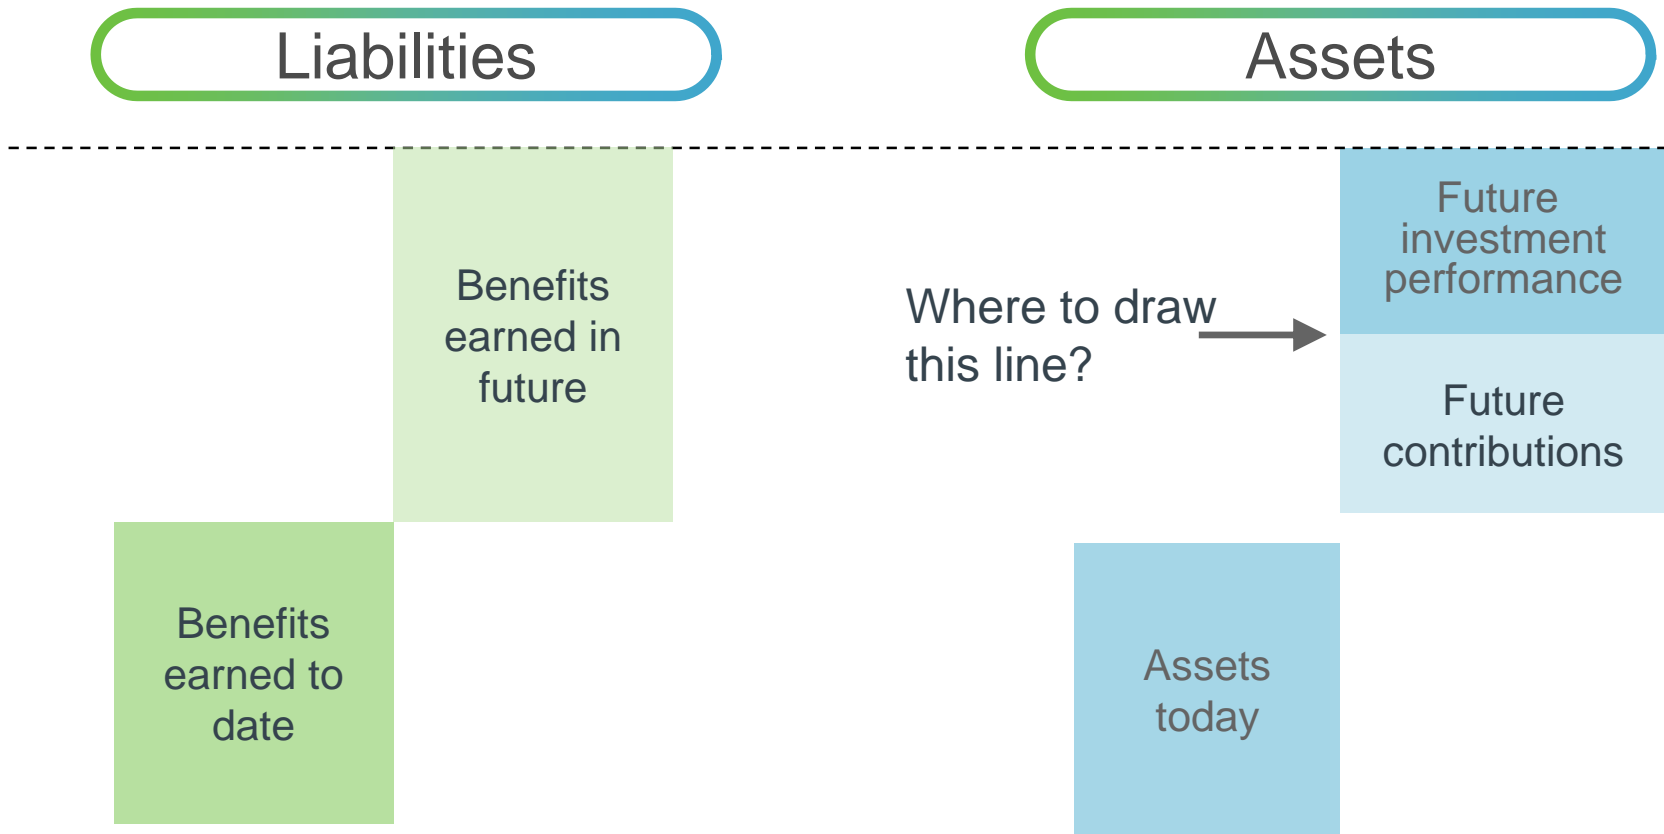 Liabilities
Assets
Benefits
earned in
future
Where to draw
this line?
Future
investment
performance
Future
contributions
Benefits
earned to
date
Assets
today